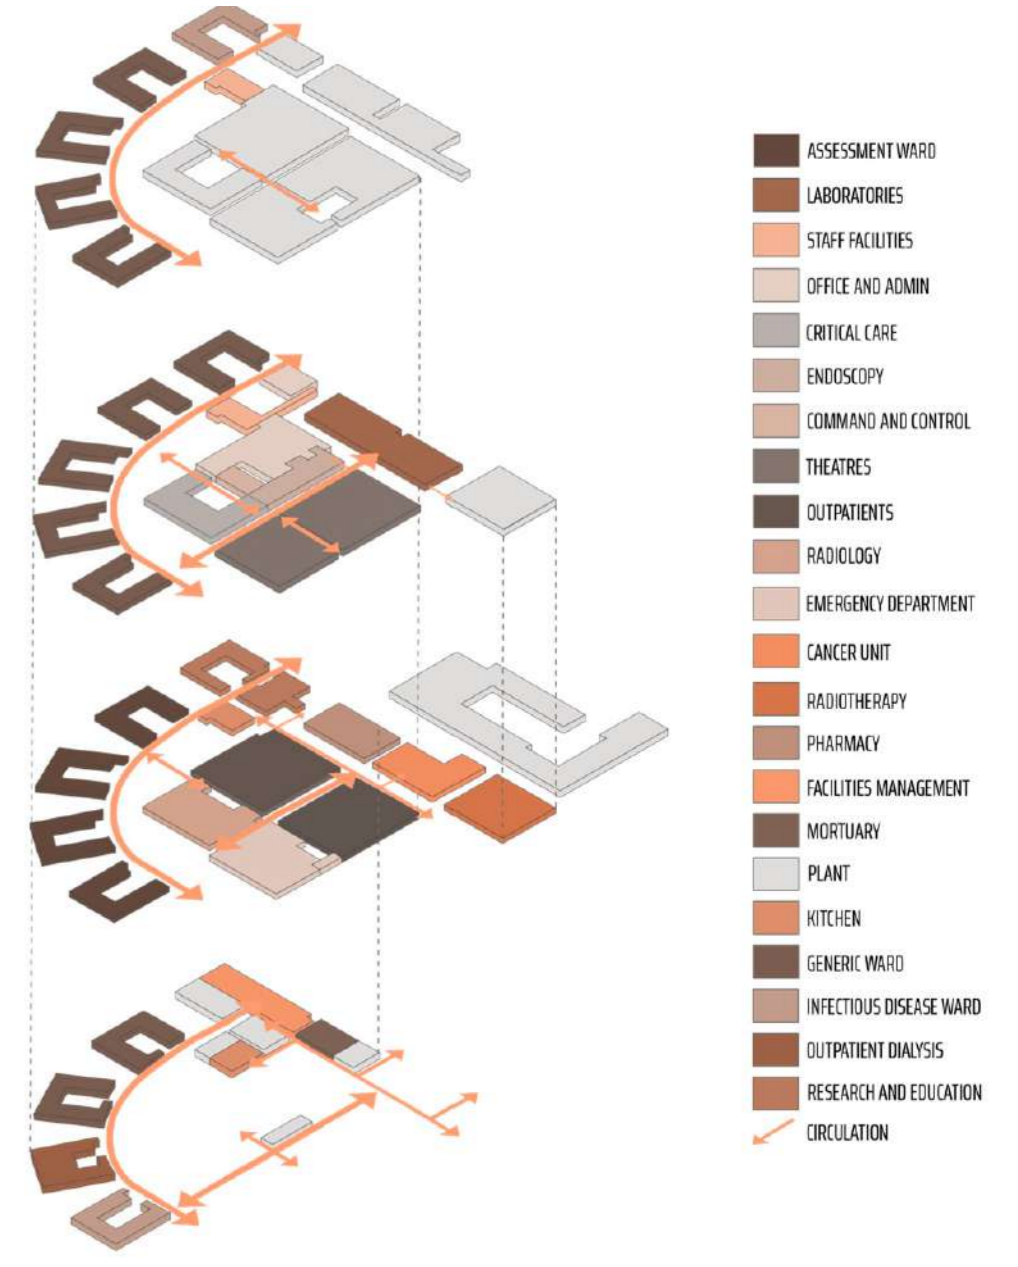 ASSESSMENT WARD
LABORATORIES
STAFF FACILITIES
OFFICE AND ADMIN
CRITICAL CARE
ENDOSCOPY
COMMAND AND CONTROL
THEATRES
OUTPATIENTS
RADIOLOGY
EMERGENCY DEPARTMENT
CANCER UNIT
RADIOTHERAPY
PHARMACY
FACILITIES MANAGEMENT
MORTUARY
PLANT
KITCHEN
GENERIC WARD
INFECTIOUS DISEASE WARD
OUTPATIENT DIALYSIS
RESEARCH AND EDUCATION
CIRCULATION